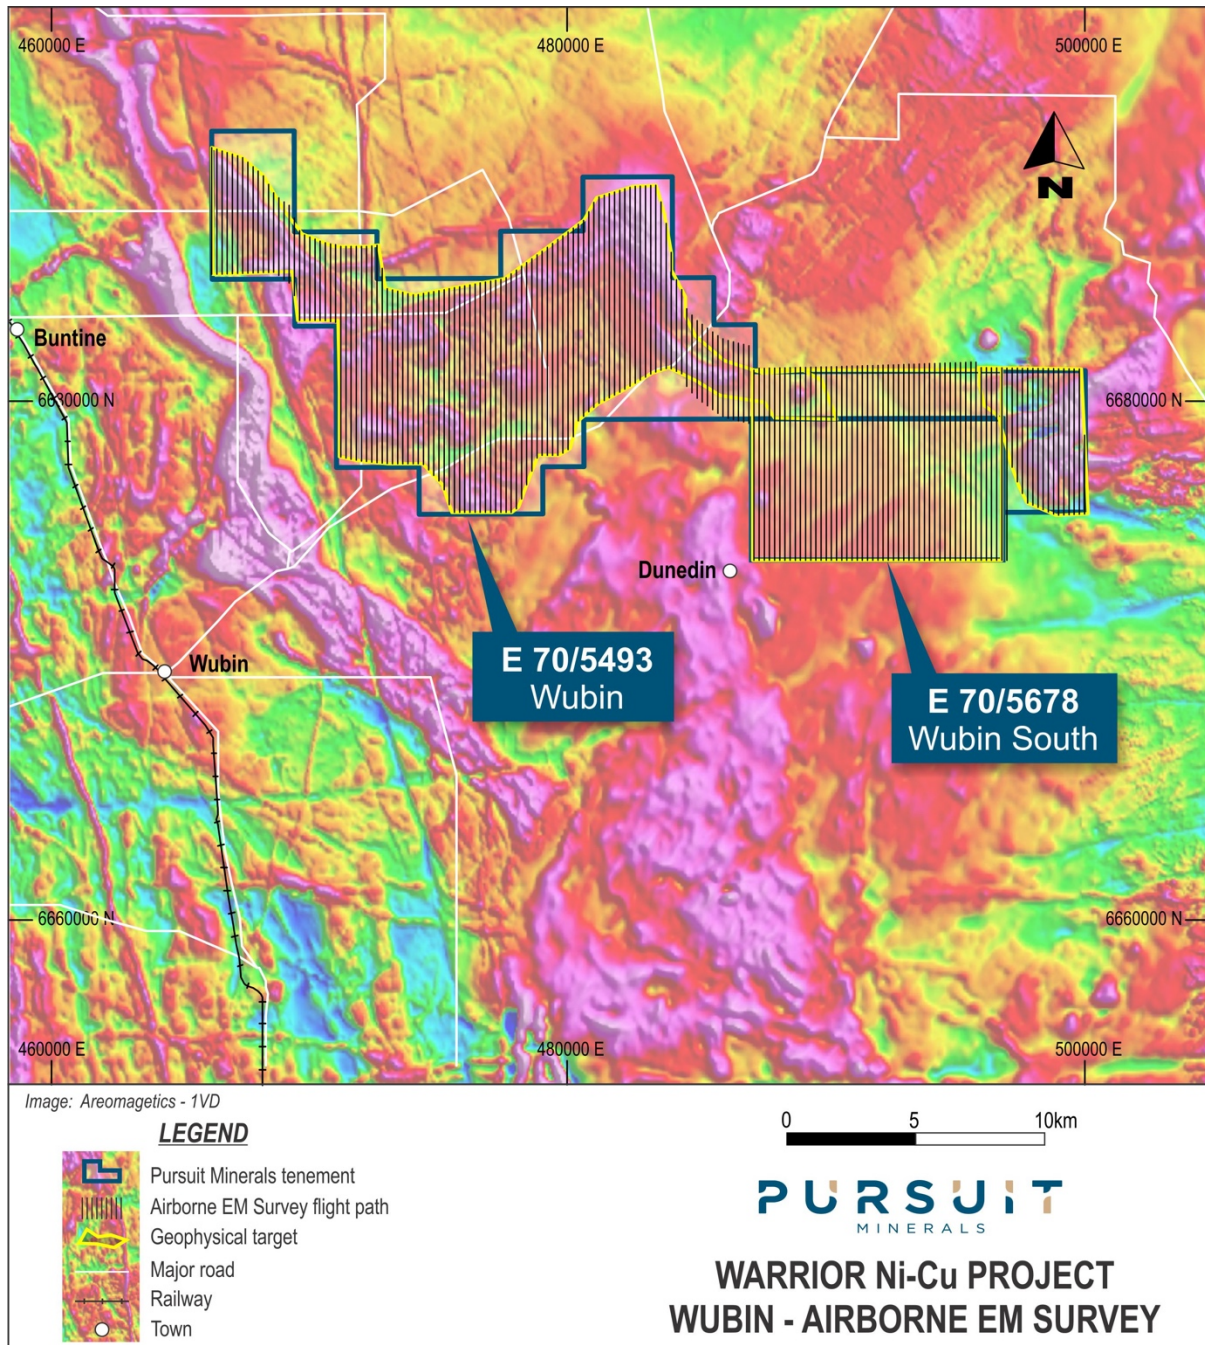 460000 E
480000 E
500000 E
N
Buntine
6680000 N
6680000 N
Dunedin
E 70/5493
Wubin
Wubin
E 70/5678
Wubin South
6660000 N
6660000 N
460000 E
480000 E
500000 E
Image: Areomagetics - 1VD
LEGEND
Pursuit Minerals tenement
Airborne EM Survey flight path
Geophysical target
Major road
Railway
Town
0 5 10km
PURSUIT
MINERALS
WARRIOR Ni-Cu PROJECT
WUBIN - AIRBORNE EM SURVEY